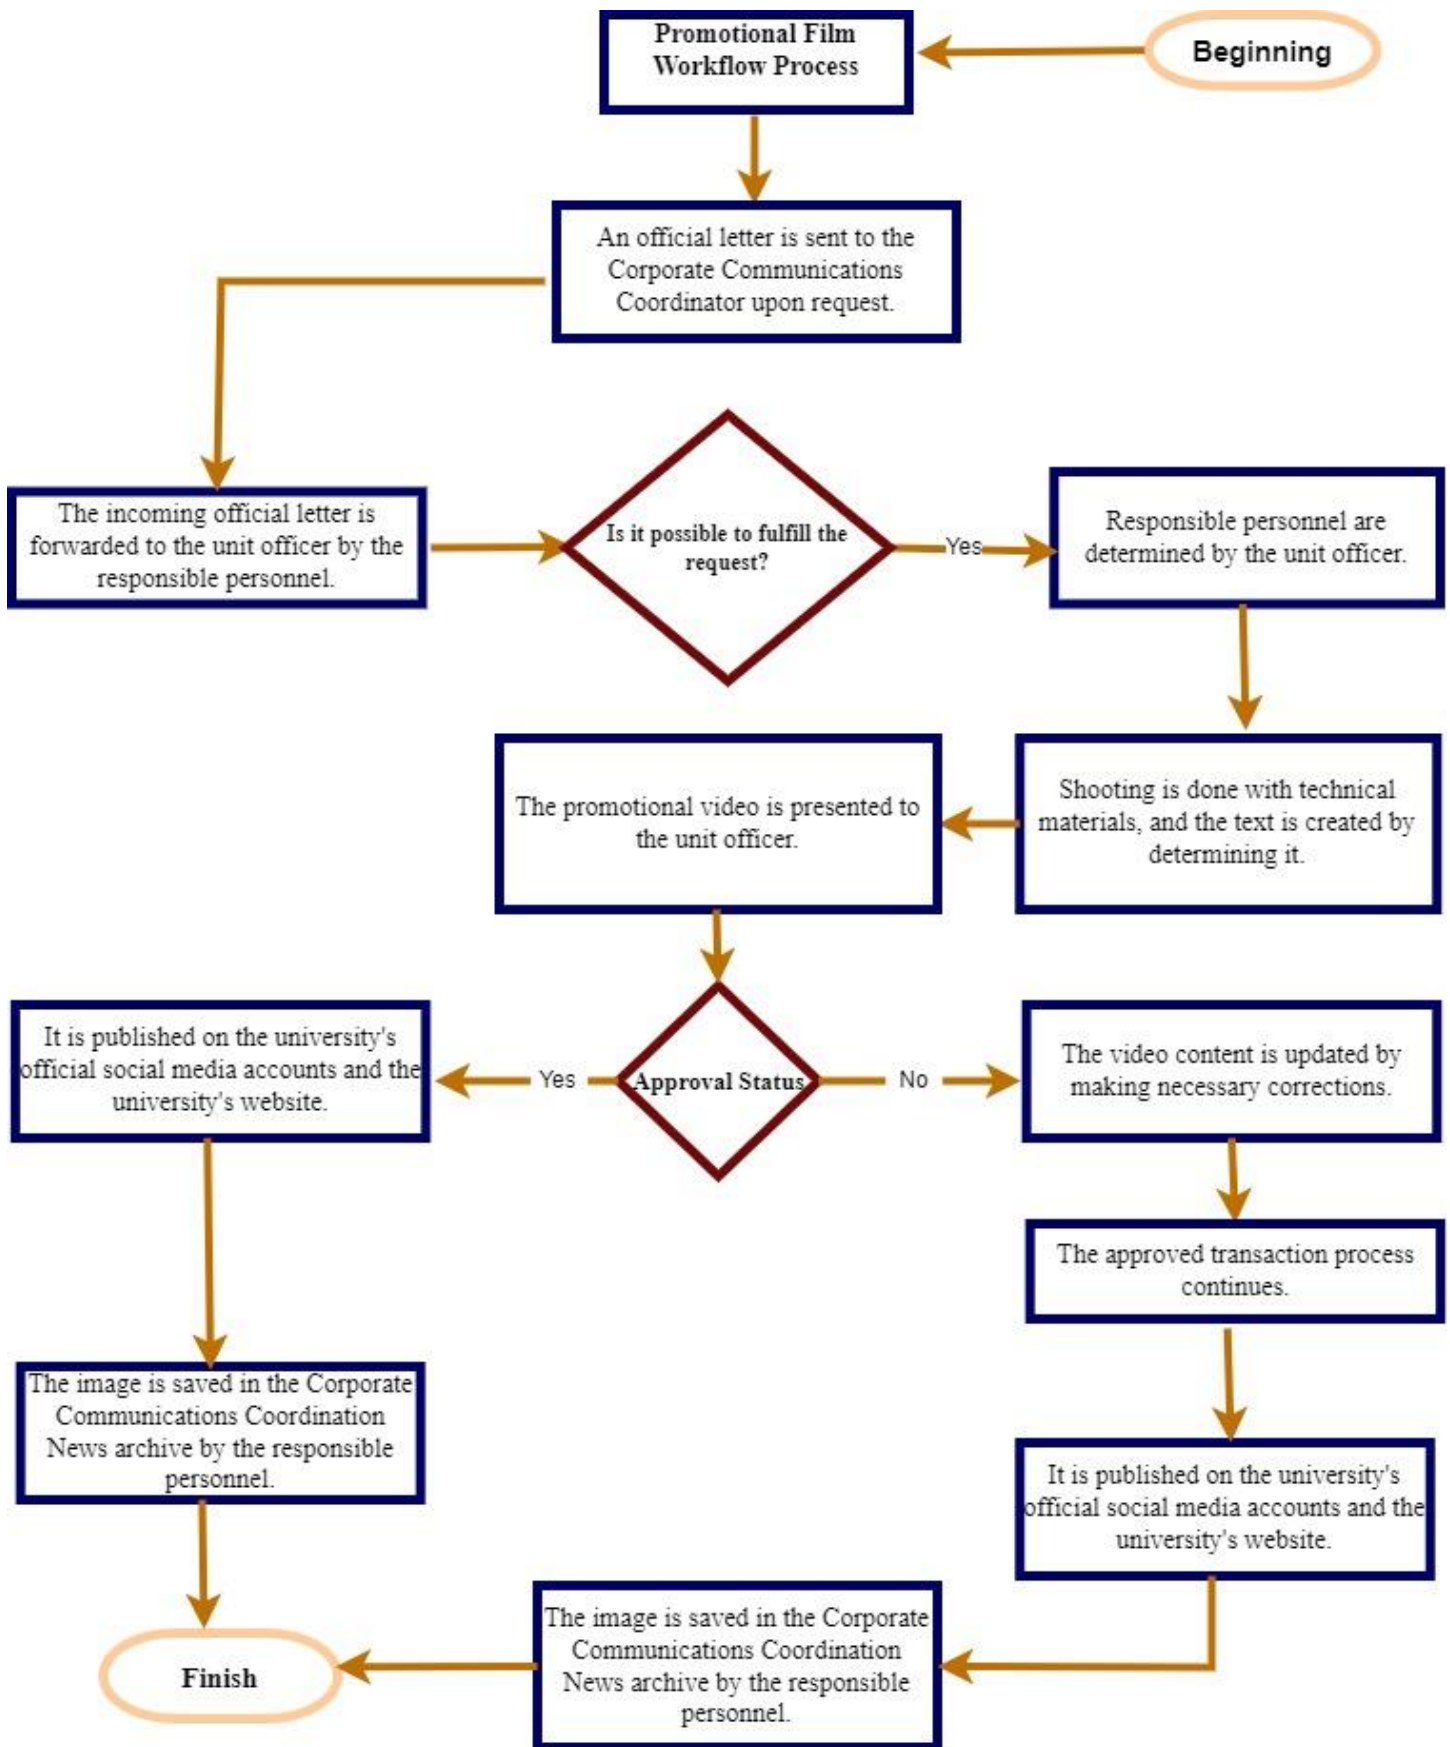 Promotional Film
Workflow Process
Beginning
An official letter is sent to the
Corporate Communications
Coordinator upon request.
The incoming official letter is
forwarded to the unit officer by the
responsible personnel.
Is it possible to fulfill the
request?
Yes
Responsible personnel are
determined by the unit officer.
Shooting is done with technical
materials, and the text is created by
determining it.
The promotional video is presented to
the unit officer.
Approval Status
Yes
No
It is published on the university's
official social media accounts and the
university's website.
The video content is updated by
making necessary corrections.
The approved transaction process
continues.
The image is saved in the Corporate
Communications Coordination
News archive by the responsible
personnel.
It is published on the university's
official social media accounts and the
university's website.
The image is saved in the Corporate
Communications Coordination
News archive by the responsible
personnel.
Finish